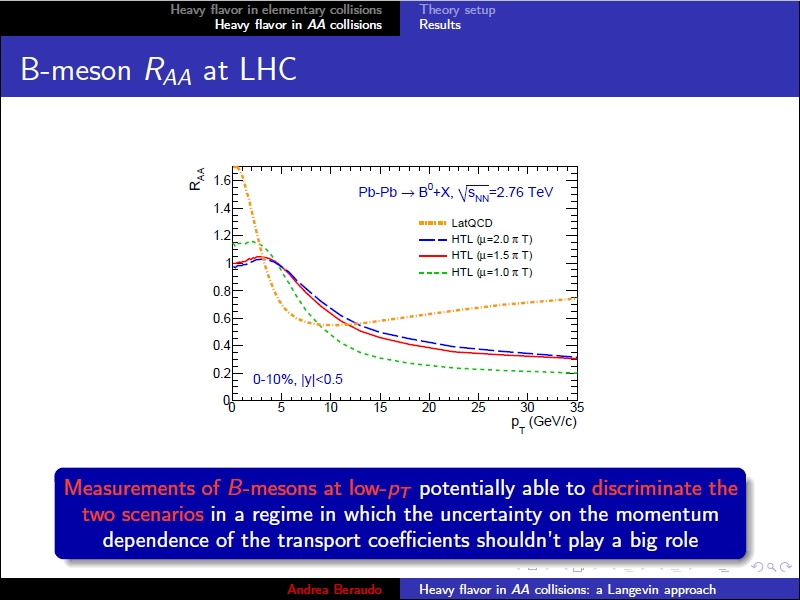 Heavy flavor in elementary collisions
Heavy flavor in AA collisions
Theory setup
Results
B-meson R_AA at LHC
R_AA
Pb-Pb → B⁰+X, √s_NN=2.76 TeV
LatQCD
HTL (μ=2.0 π T)
HTL (μ=1.5 π T)
HTL (μ=1.0 π T)
0-10%, |y|<0.5
1.6
1.4
1.2
1
0.8
0.6
0.4
0.2
0
0 5 10 15 20 25 30 35
p_T (GeV/c)
Measurements of B-mesons at low-p_T potentially able to discriminate the
two scenarios in a regime in which the uncertainty on the momentum
dependence of the transport coefficients shouldn't play a big role
Andrea Beraudo
Heavy flavor in AA collisions: a Langevin approach